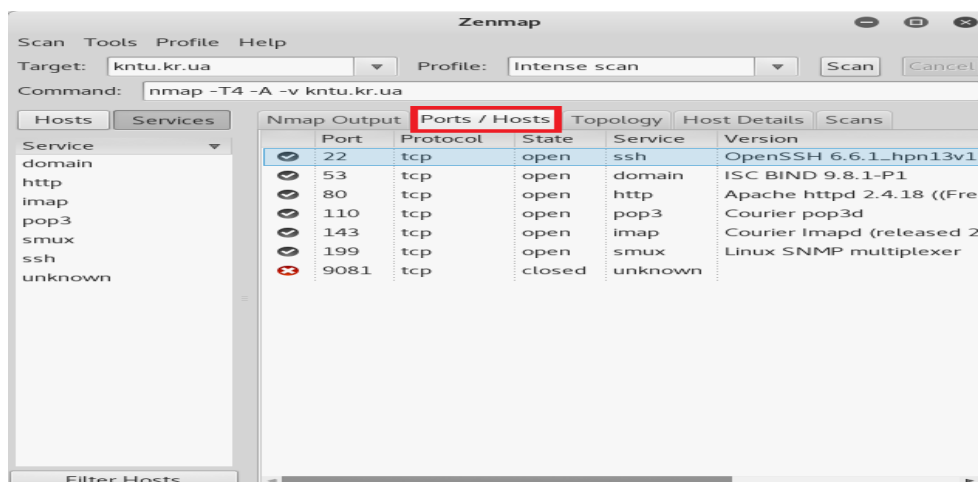 Zenmap
Scan Tools Profile Help
Target: kntu.kr.ua Profile: Intense scan Scan Cancel
Command: nmap -T4 -A -v kntu.kr.ua
Hosts Services Nmap Output Ports / Hosts Topology Host Details Scans
Service
domain
http
imap
pop3
smux
ssh
unknown
Port Protocol State Service Version
22 tcp open ssh OpenSSH 6.6.1_hpn13v1
53 tcp open domain ISC BIND 9.8.1-P1
80 tcp open http Apache httpd 2.4.18 ((Fre
110 tcp open pop3 Courier pop3d
143 tcp open imap Courier Imapd (released 2
199 tcp open smux Linux SNMP multiplexer
9081 tcp closed unknown
Filter Hosts